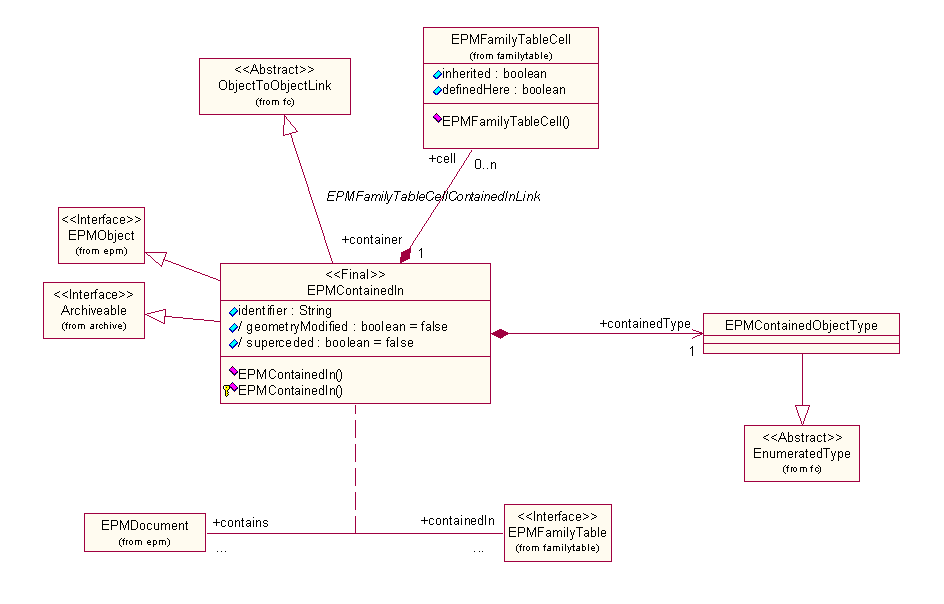 EPMFamilyTableCell
(from familytable)
inherited : boolean
definedHere : boolean
EPMFamilyTableCell()
<<Abstract>>
ObjectToObjectLink
(from fc)
+cell
0..n
EPMFamilyTableCellContainedInLink
<<Interface>>
EPMObject
(from epm)
+container
1
<<Interface>>
Archiveable
(from archive)
<<Final>>
EPMContainedIn
identifier : String
/ geometryModified : boolean = false
/ superceded : boolean = false
EPMContainedIn()
EPMContainedIn()
+containedType
1
EPMContainedObjectType
<<Abstract>>
EnumeratedType
(from fc)
EPMDocument
(from epm)
+contains
...
+containedIn
...
<<Interface>>
EPMFamilyTable
(from familytable)